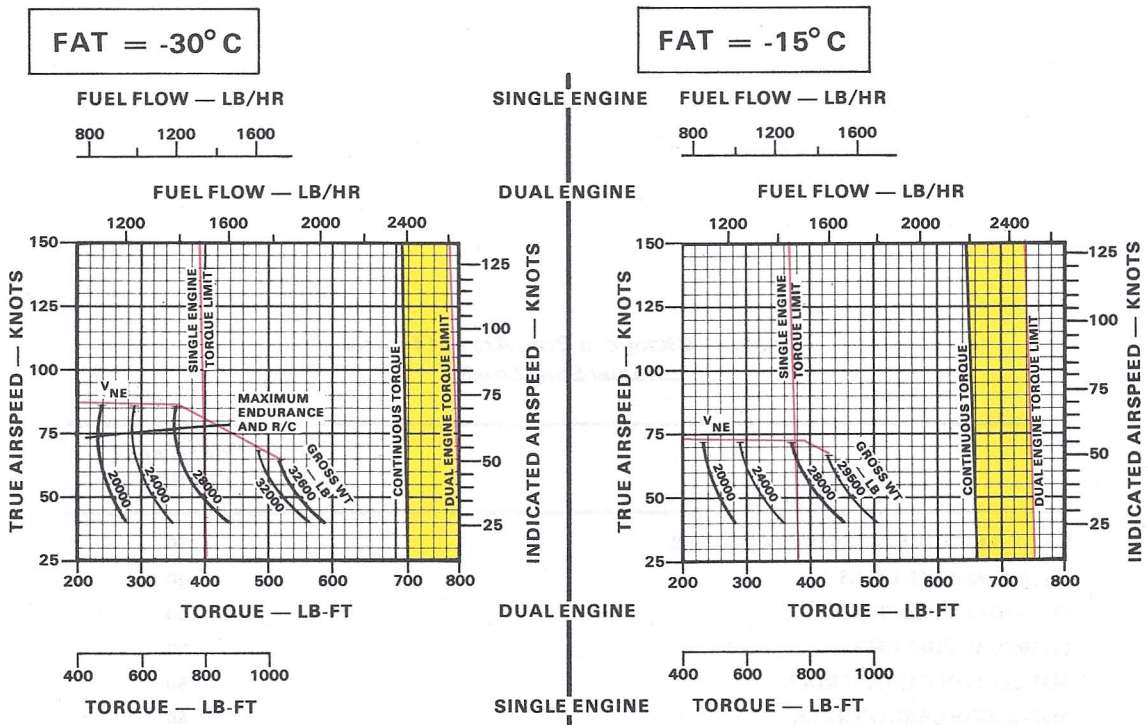 FAT = -30° C
FUEL FLOW — LB/HR
800 1200 1600
SINGLE ENGINE
FUEL FLOW — LB/HR
DUAL ENGINE
1200 1600 2000 2400
TRUE AIRSPEED — KNOTS
150
125
100
75
50
25
INDICATED AIRSPEED — KNOTS
125
100
75
50
25
SINGLE ENGINE
TORQUE LIMIT
CONTINUOUS TORQUE
DUAL ENGINE TORQUE LIMIT
VNE
MAXIMUM
ENDURANCE
AND R/C
GROSS WT
— LB
20000
24000
28000
32000
32600
200 300 400 500 700 800
TORQUE — LB-FT
DUAL ENGINE
400 600 800 1000
TORQUE — LB-FT
SINGLE ENGINE
FAT = -15° C
FUEL FLOW — LB/HR
800 1200 1600
FUEL FLOW — LB/HR
1200 1600 2000 2400
TRUE AIRSPEED — KNOTS
150
125
100
75
50
25
INDICATED AIRSPEED — KNOTS
125
100
75
50
25
SINGLE ENGINE
TORQUE LIMIT
CONTINUOUS TORQUE
DUAL ENGINE TORQUE LIMIT
VNE
GROSS WT
— LB
20000
24000
28000
29500
200 300 400 500 600 700 800
TORQUE — LB-FT
400 600 800 1000
TORQUE — LB-FT